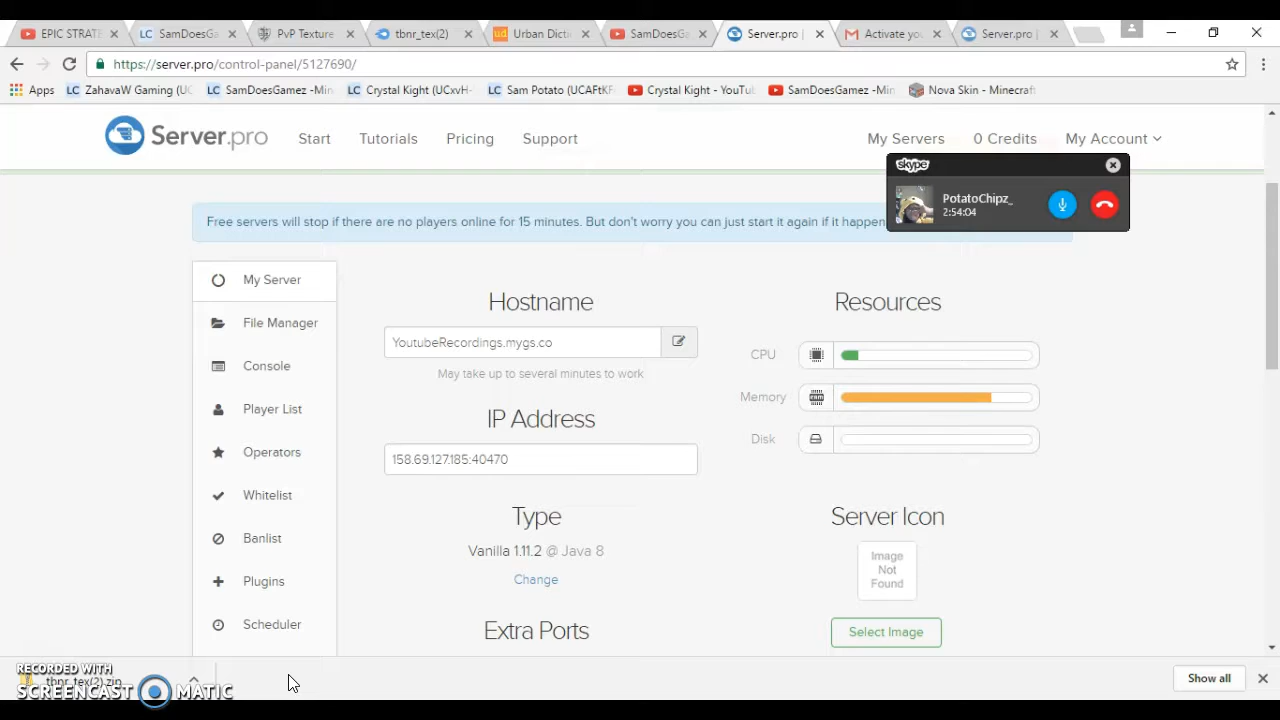 EPIC STRATE
SamDoesGa
PvP Texture
tbnr_tex(2)
Urban Dicti
SamDoesGa
Server.pro |
Activate you
Server.pro |
https://server.pro/control-panel/5127690/
Apps
LC ZahavaW Gaming (UC
LC SamDoesGamez -Min
LC Crystal Kight (UCxvH-
LC Sam Potato (UCAFtKF
Crystal Kight - YouTu
SamDoesGamez -Min
Nova Skin - Minecraft
Server.pro
Start
Tutorials
Pricing
Support
My Servers
0 Credits
My Account
skype
PotatoChipz_
2:54:04
Free servers will stop if there are no players online for 15 minutes. But don't worry you can just start it again if it happen
My Server
File Manager
Console
Player List
Operators
Whitelist
Banlist
Plugins
Scheduler
Hostname
YoutubeRecordings.mygs.co
May take up to several minutes to work
IP Address
158.69.127.185:40470
Type
Vanilla 1.11.2 @ Java 8
Change
Extra Ports
Resources
CPU
Memory
Disk
Server Icon
Image
Not
Found
Select Image
tbnr_tex(2).zip
RECORDED WITH
SCREENCAST MATIC
Show all